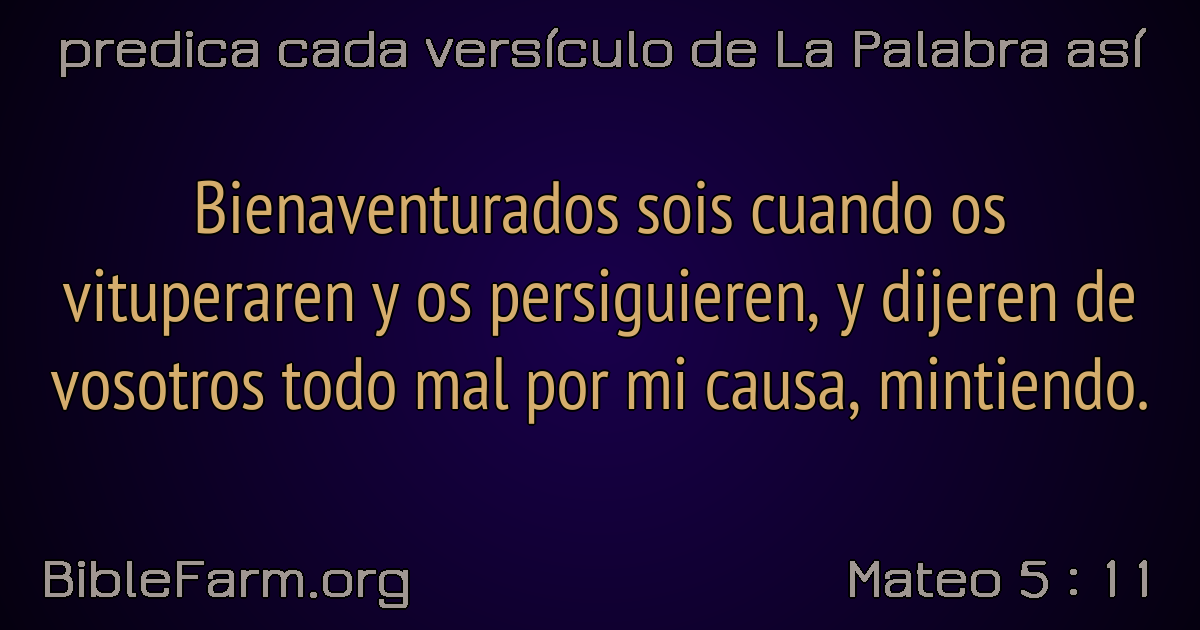 predica cada versículo de La Palabra así
Bienaventurados sois cuando os
vituperaren y os persiguieren, y dijeren de
vosotros todo mal por mi causa, mintiendo.
BibleFarm.org
Mateo 5 : 11